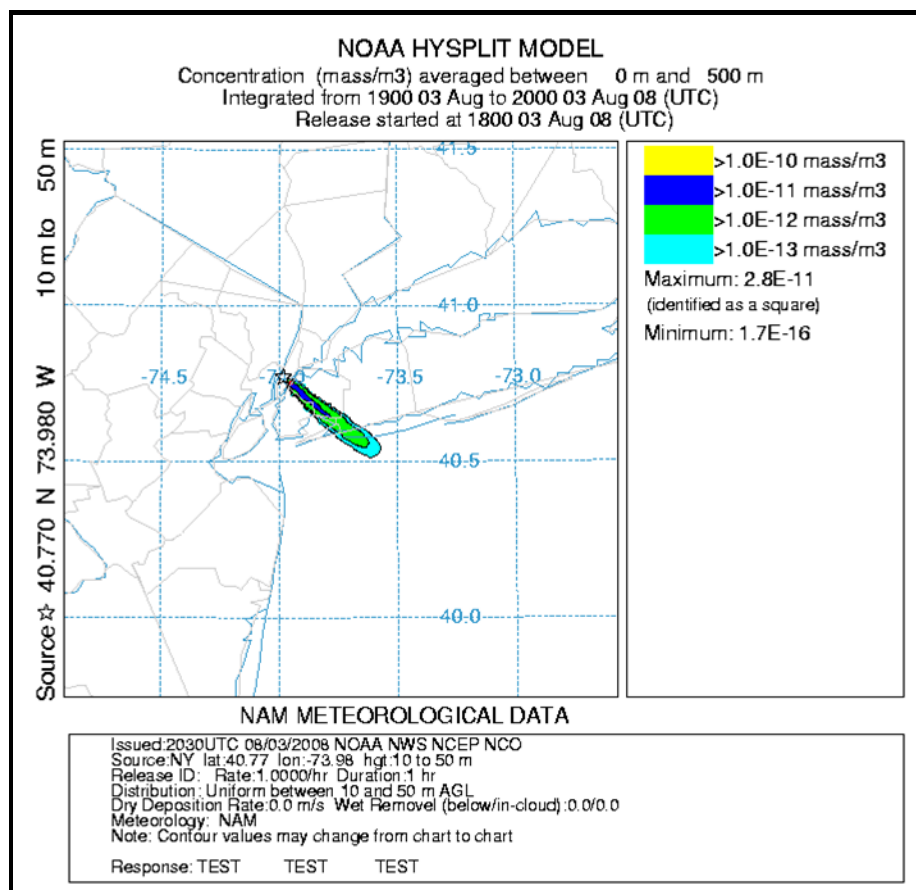 NOAA HYSPLIT MODEL
Concentration (mass/m3) averaged between 0 m and 500 m
Integrated from 1900 03 Aug to 2000 03 Aug 08 (UTC)
Release started at 1800 03 Aug 08 (UTC)
Source☆ 40.770 N 73.980 W 10 m to 50 m
41.5
41.0
-74.5
-73.5
-73.0
40.5
40.0
>1.0E-10 mass/m3
>1.0E-11 mass/m3
>1.0E-12 mass/m3
>1.0E-13 mass/m3
Maximum: 2.8E-11
(identified as a square)
Minimum: 1.7E-16
NAM METEOROLOGICAL DATA
Issued:2030UTC 08/03/2008 NOAA NWS NCEP NCO
Source:NY lat:40.77 lon:-73.98 hgt:10 to 50 m
Release ID: Rate:1.0000/hr Duration:1 hr
Distribution: Uniform between 10 and 50 m AGL
Dry Deposition Rate:0.0 m/s Wet Removel (below/in-cloud):0.0/0.0
Meteorology: NAM
Note: Contour values may change from chart to chart
Response: TEST TEST TEST